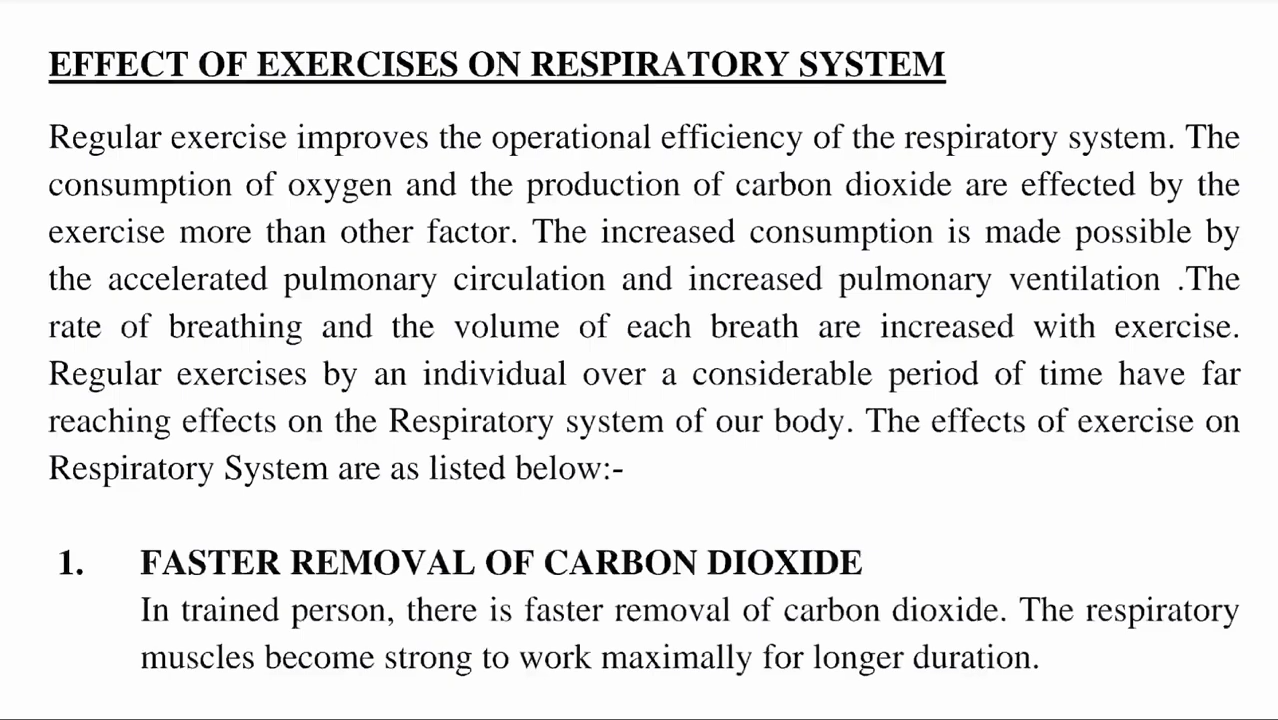 EFFECT OF EXERCISES ON RESPIRATORY SYSTEM
Regular exercise improves the operational efficiency of the respiratory system. The
consumption of oxygen and the production of carbon dioxide are effected by the
exercise more than other factor. The increased consumption is made possible by
the accelerated pulmonary circulation and increased pulmonary ventilation .The
rate of breathing and the volume of each breath are increased with exercise.
Regular exercises by an individual over a considerable period of time have far
reaching effects on the Respiratory system of our body. The effects of exercise on
Respiratory System are as listed below:-
1. FASTER REMOVAL OF CARBON DIOXIDE
In trained person, there is faster removal of carbon dioxide. The respiratory
muscles become strong to work maximally for longer duration.